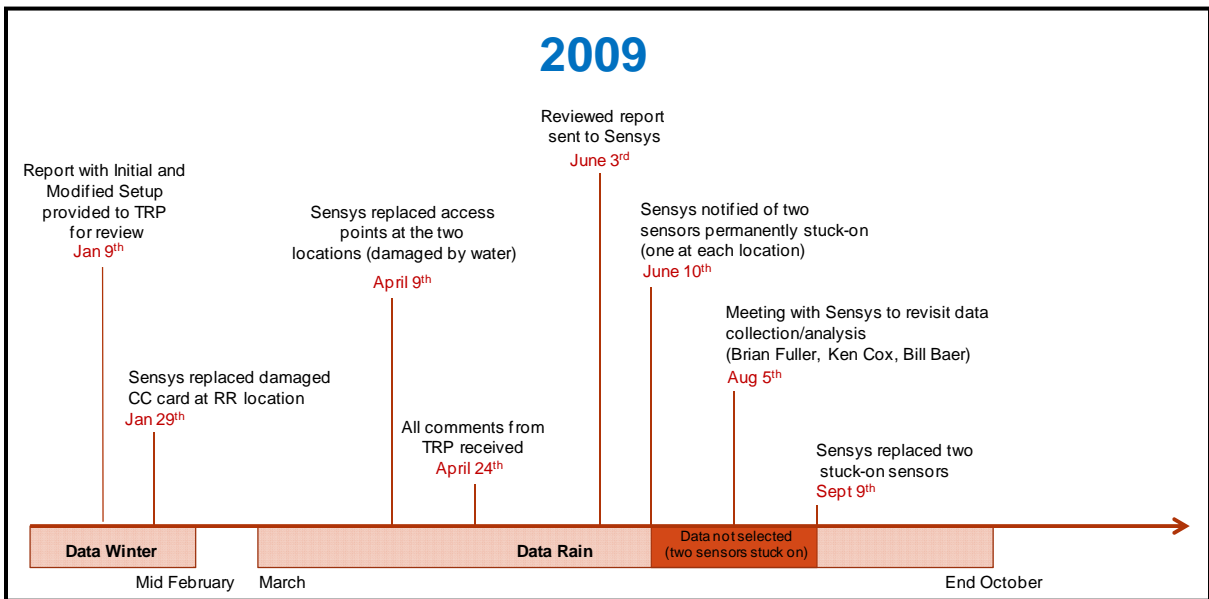 2009
Report with Initial and
Modified Setup
provided to TRP
for review
Jan 9th
Sensys replaced damaged
CC card at RR location
Jan 29th
Sensys replaced access
points at the two
locations (damaged by water)
April 9th
All comments from
TRP received
April 24th
Reviewed report
sent to Sensys
June 3rd
Sensys notified of two
sensors permanently stuck-on
(one at each location)
June 10th
Meeting with Sensys to revisit data
collection/analysis
(Brian Fuller, Ken Cox, Bill Baer)
Aug 5th
Sensys replaced two
stuck-on sensors
Sept 9th
Data Winter
Data Rain
Data not selected
(two sensors stuck on)
Mid February
March
End October